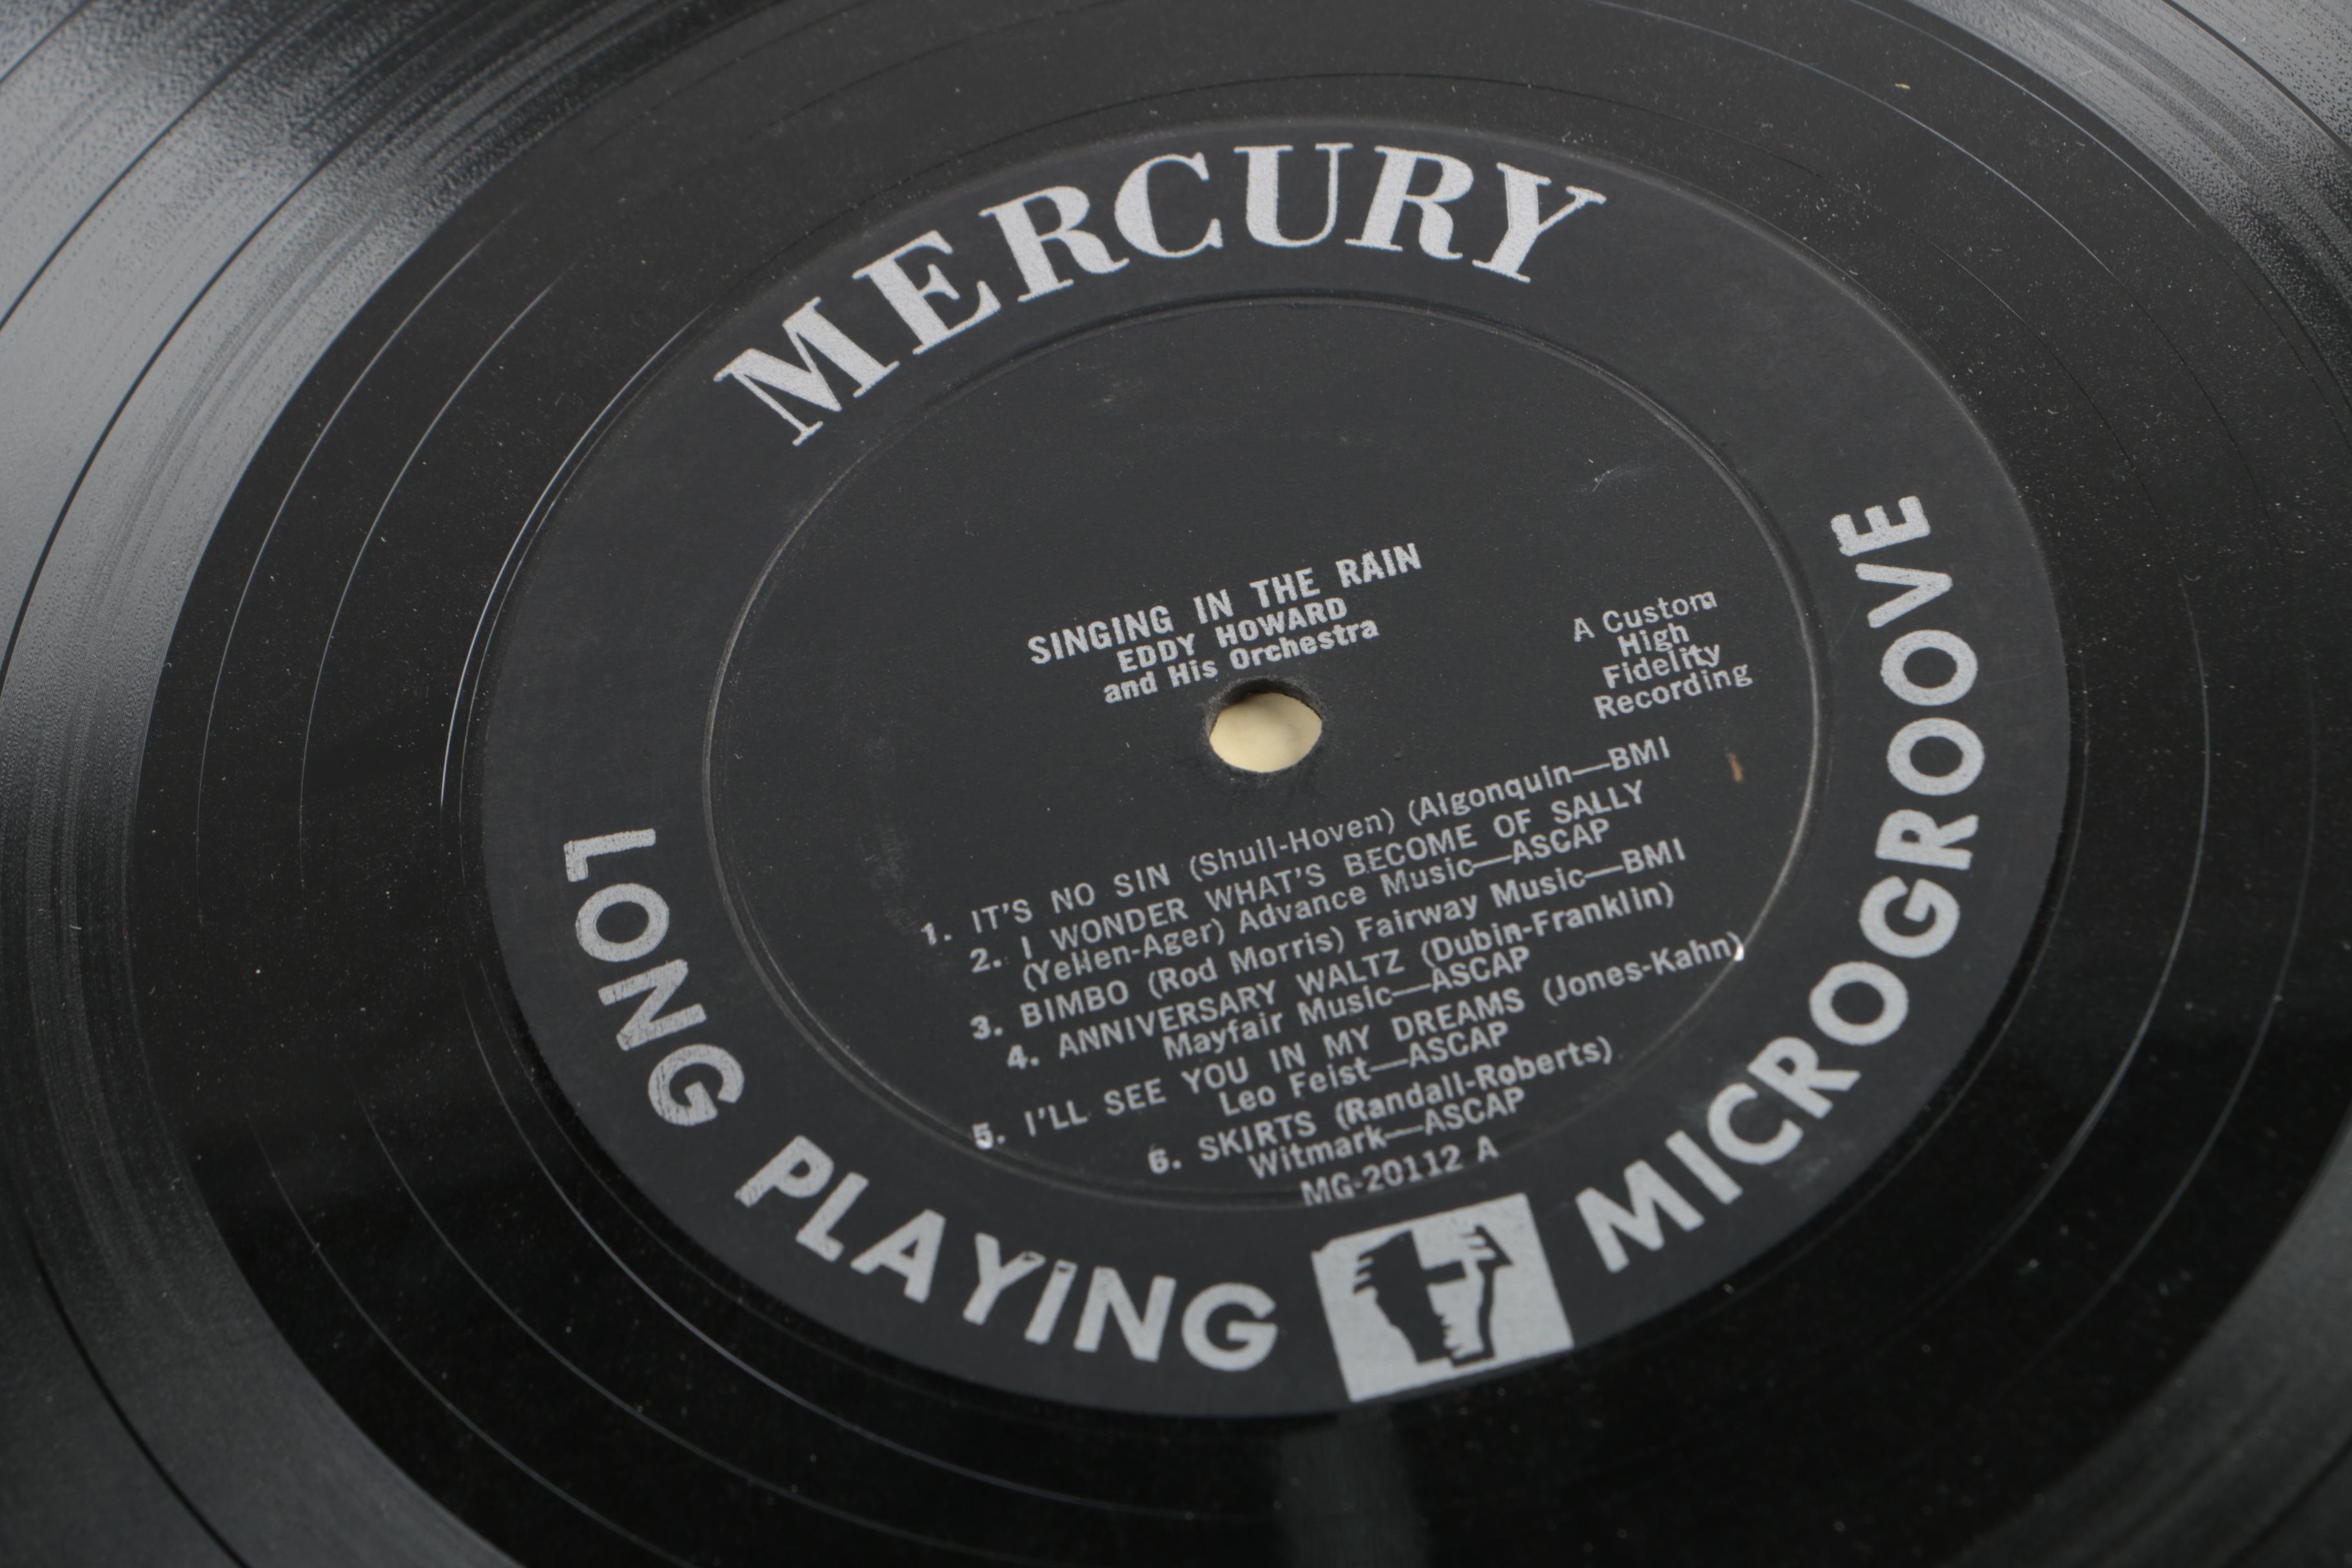 MERCURY
SINGING IN THE RAIN
EDDY HOWARD
and His Orchestra
A Custom
High
Fidelity
Recording
1. IT'S NO SIN (Shull-Hoven) (Algonquin—BMI
2. I WONDER WHAT'S BECOME OF SALLY
(Yellen-Ager) Advance Music—ASCAP
3. BIMBO (Rod Morris) Fairway Music—BMI
4. ANNIVERSARY WALTZ (Dubin-Franklin)
Mayfair Music—ASCAP
5. I'LL SEE YOU IN MY DREAMS (Jones-Kahn)
Leo Feist—ASCAP
6. SKIRTS (Randall-Roberts)
Witmark—ASCAP
MG-20112 A
LONG PLAYING
MICROGROOVE